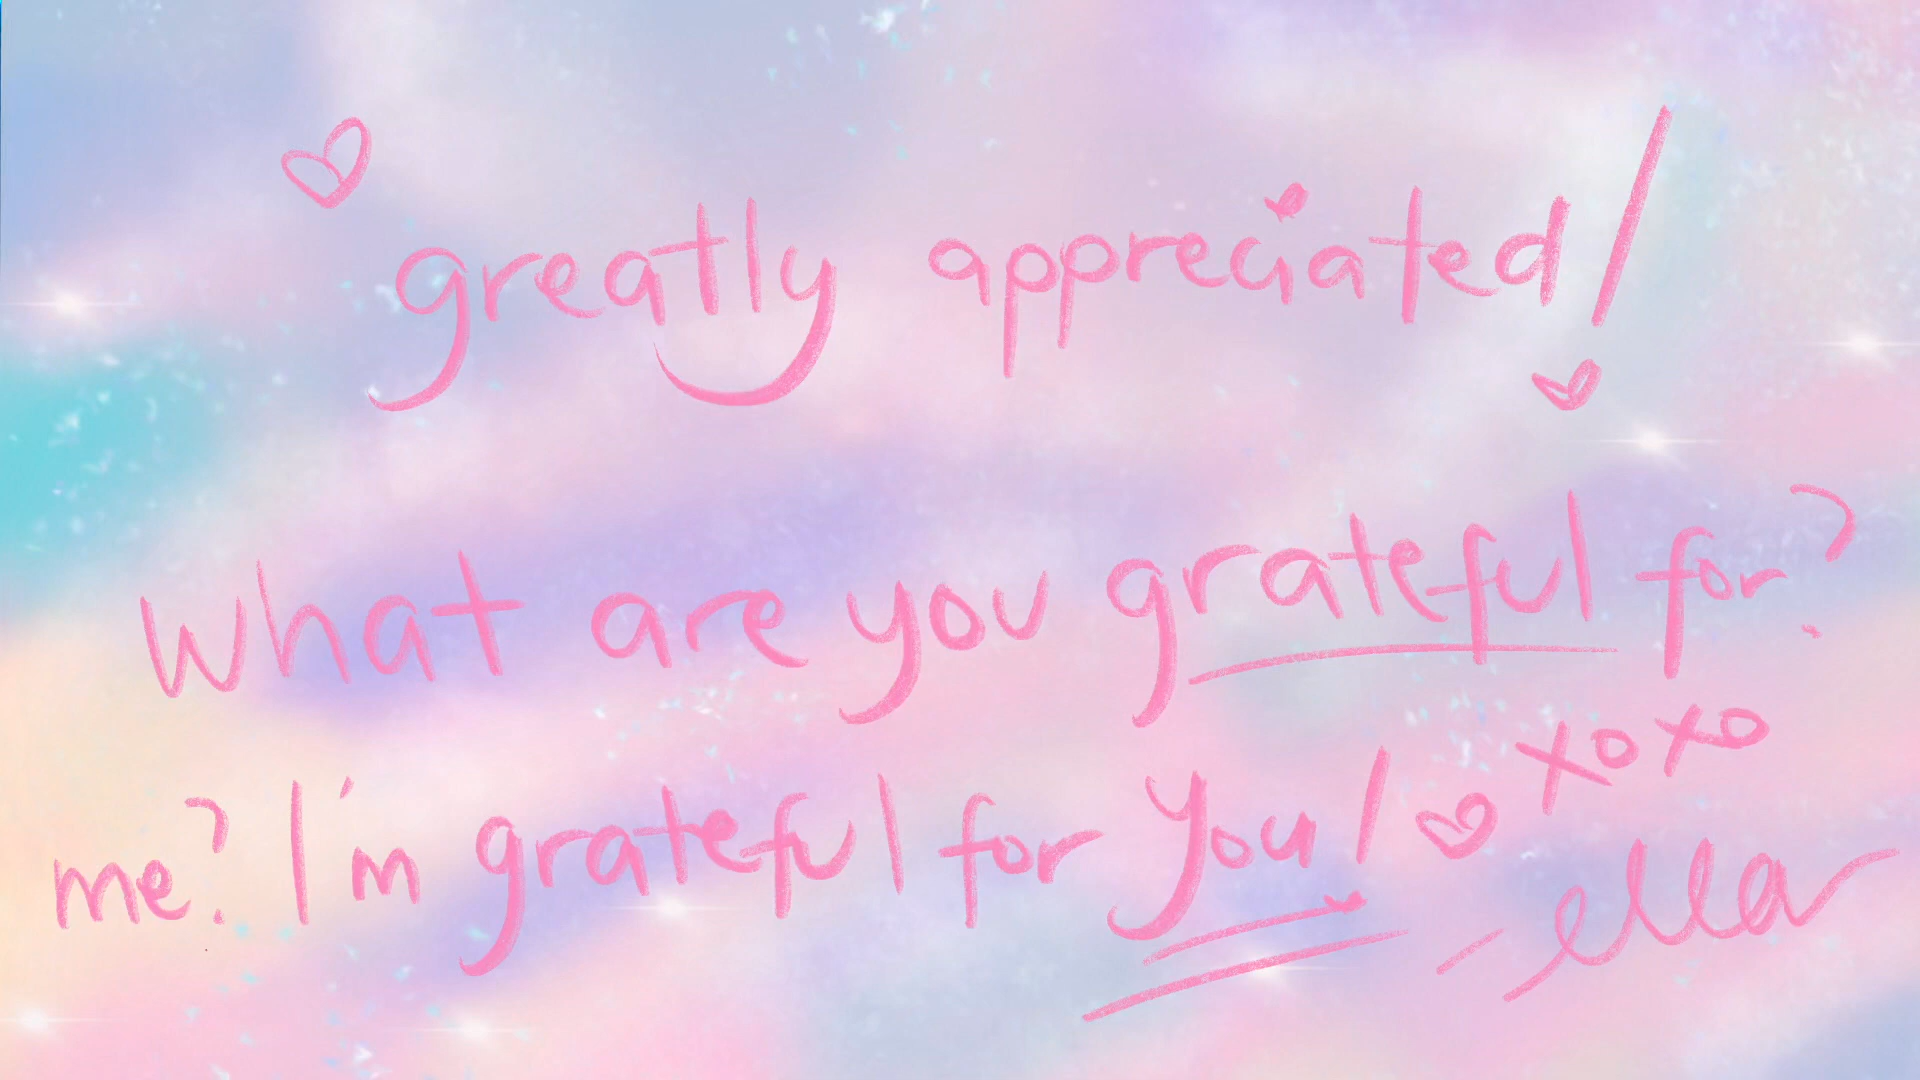 greatly appreciated!
What are you grateful for?
me? I'm grateful for you! xoxo
- ella